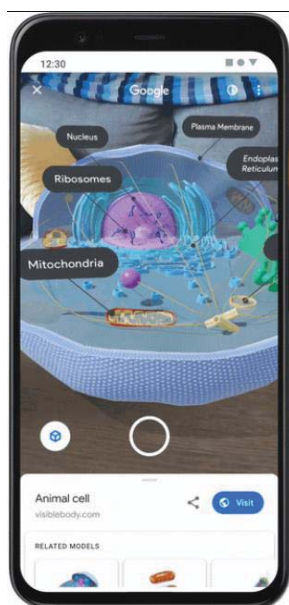 12:30
Google
Nucleus
Plasma Membrane
Ribosomes
Endoplas
Reticulum
Mitochondria
Animal cell
visiblebody.com
Visit
RELATED MODELS